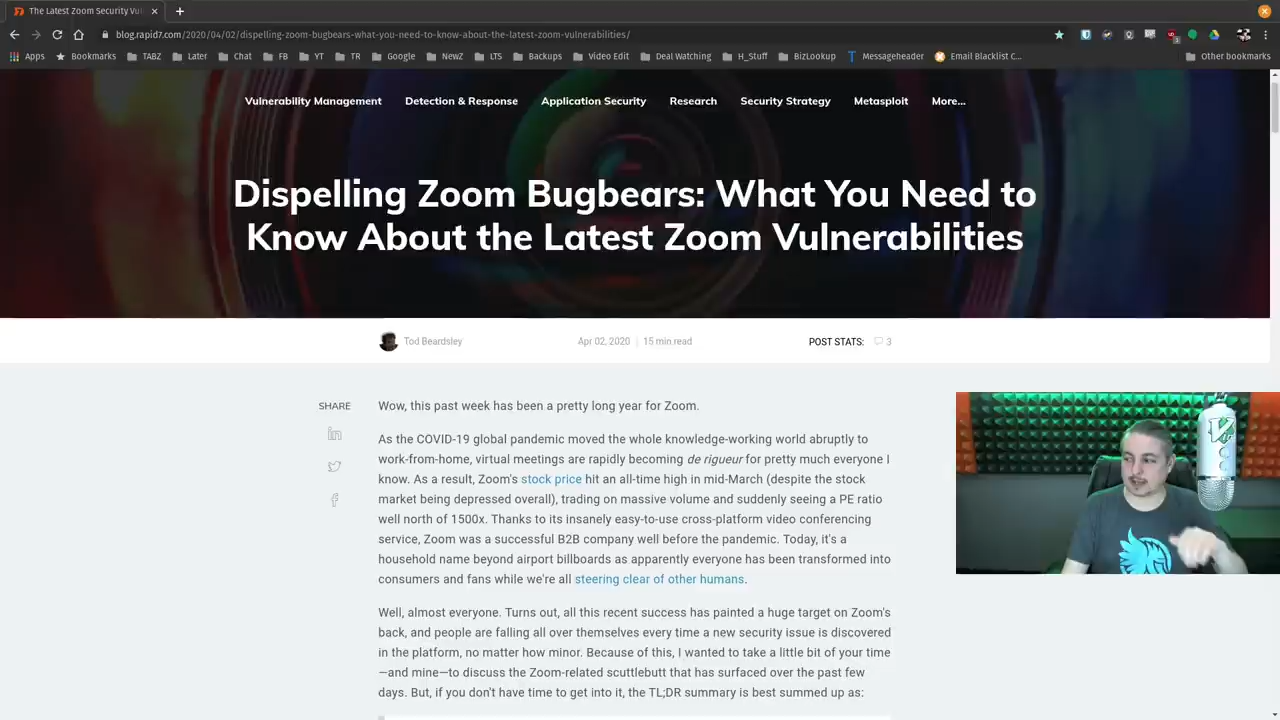 The Latest Zoom Security Vul
blog.rapid7.com/2020/04/02/dispelling-zoom-bugbears-what-you-need-to-know-about-the-latest-zoom-vulnerabilities/
Apps Bookmarks TABZ Later Chat FB YT TR Google NewZ LTS Backups Video Edit Deal Watching H_Stuff BizLookup Messageheader Email Blacklist C... Other bookmarks
Vulnerability Management Detection & Response Application Security Research Security Strategy Metasploit More...
Dispelling Zoom Bugbears: What You Need to
Know About the Latest Zoom Vulnerabilities
Tod Beardsley Apr 02, 2020 15 min read POST STATS: 3
SHARE
Wow, this past week has been a pretty long year for Zoom.
As the COVID-19 global pandemic moved the whole knowledge-working world abruptly to
work-from-home, virtual meetings are rapidly becoming de rigueur for pretty much everyone I
know. As a result, Zoom's stock price hit an all-time high in mid-March (despite the stock
market being depressed overall), trading on massive volume and suddenly seeing a PE ratio
well north of 1500x. Thanks to its insanely easy-to-use cross-platform video conferencing
service, Zoom was a successful B2B company well before the pandemic. Today, it's a
household name beyond airport billboards as apparently everyone has been transformed into
consumers and fans while we're all steering clear of other humans.
Well, almost everyone. Turns out, all this recent success has painted a huge target on Zoom's
back, and people are falling all over themselves every time a new security issue is discovered
in the platform, no matter how minor. Because of this, I wanted to take a little bit of your time
—and mine—to discuss the Zoom-related scuttlebutt that has surfaced over the past few
days. But, if you don't have time to get into it, the TL;DR summary is best summed up as: